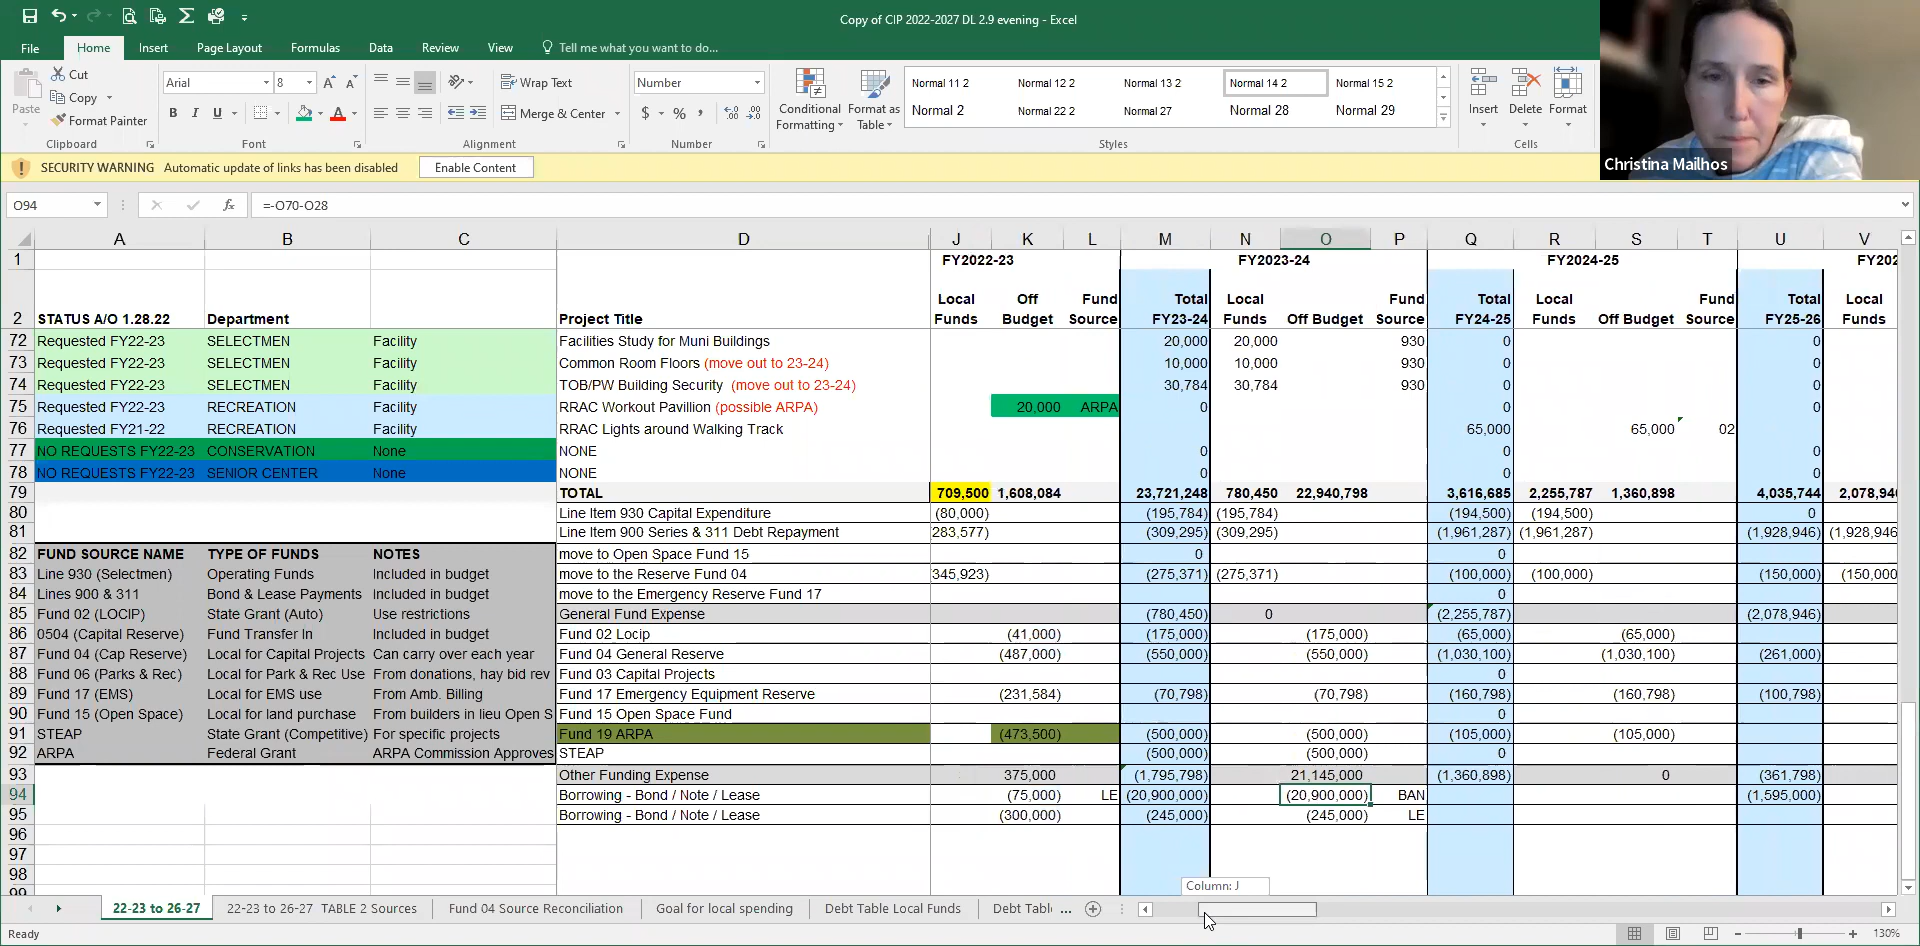 Copy of CIP 2022-2027 DL 2.9 evening - Excel
File Home Insert Page Layout Formulas Data Review View Tell me what you want to do...
Paste
Cut
Copy
Format Painter
Clipboard
Arial 8
B I U A
Font
Wrap Text
Merge & Center
Alignment
Number
$ % ,
Number
Conditional Formatting
Format as Table
Normal 11 2 Normal 12 2 Normal 13 2 Normal 14 2 Normal 15 2
Normal 2 Normal 22 2 Normal 27 Normal 28 Normal 29
Styles
Insert Delete Format
Cells
Christina Mailhos
SECURITY WARNING Automatic update of links has been disabled Enable Content
O94 fx =-O70-O28
A B C D J K L M N O P Q R S T U V
1 FY2022-23 FY2023-24 FY2024-25 FY202
Local Off Fund Total Local Fund Total Local Fund Total Local
2 STATUS A/O 1.28.22 Department Project Title Funds Budget Source FY23-24 Funds Off Budget Source FY24-25 Funds Off Budget Source FY25-26 Funds
72 Requested FY22-23 SELECTMEN Facility Facilities Study for Muni Buildings 20,000 20,000 930 0 0
73 Requested FY22-23 SELECTMEN Facility Common Room Floors (move out to 23-24) 10,000 10,000 930 0 0
74 Requested FY22-23 SELECTMEN Facility TOB/PW Building Security (move out to 23-24) 30,784 30,784 930 0 0
75 Requested FY22-23 RECREATION Facility RRAC Workout Pavillion (possible ARPA) 20,000 ARPA 0 0 0
76 Requested FY21-22 RECREATION Facility RRAC Lights around Walking Track 65,000 65,000 02
77 NO REQUESTS FY22-23 CONSERVATION None NONE 0 0 0
78 NO REQUESTS FY22-23 SENIOR CENTER None NONE 0 0 0
79 TOTAL 709,500 1,608,084 23,721,248 780,450 22,940,798 3,616,685 2,255,787 1,360,898 4,035,744 2,078,946
80 Line Item 930 Capital Expenditure (80,000) (195,784) (195,784) (194,500) (194,500) 0
81 Line Item 900 Series & 311 Debt Repayment 283,577) (309,295) (309,295) (1,961,287) (1,961,287) (1,928,946) (1,928,946
82 FUND SOURCE NAME TYPE OF FUNDS NOTES move to Open Space Fund 15 0 0
83 Line 930 (Selectmen) Operating Funds Included in budget move to the Reserve Fund 04 345,923) (275,371) (275,371) (100,000) (100,000) (150,000) (150,000
84 Lines 900 & 311 Bond & Lease Payments Included in budget move to the Emergency Reserve Fund 17 0
85 Fund 02 (LOCIP) State Grant (Auto) Use restrictions General Fund Expense (780,450) 0 (2,255,787) (2,078,946)
86 0504 (Capital Reserve) Fund Transfer In Included in budget Fund 02 Locip (41,000) (175,000) (175,000) (65,000) (65,000)
87 Fund 04 (Cap Reserve) Local for Capital Projects Can carry over each year Fund 04 General Reserve (487,000) (550,000) (550,000) (1,030,100) (1,030,100) (261,000)
88 Fund 06 (Parks & Rec) Local for Park & Rec Use From donations, hay bid rev Fund 03 Capital Projects 0
89 Fund 17 (EMS) Local for EMS use From Amb. Billing Fund 17 Emergency Equipment Reserve (231,584) (70,798) (70,798) (160,798) (160,798) (100,798)
90 Fund 15 (Open Space) Local for land purchase From builders in lieu Open S Fund 15 Open Space Fund 0
91 STEAP State Grant (Competitive) For specific projects Fund 19 ARPA (473,500) (500,000) (500,000) (105,000) (105,000)
92 ARPA Federal Grant ARPA Commission Approves STEAP (500,000) (500,000) 0
93 Other Funding Expense 375,000 (1,795,798) 21,145,000 (1,360,898) 0 (361,798)
94 Borrowing - Bond / Note / Lease (75,000) LE (20,900,000) (20,900,000) BAN (1,595,000)
95 Borrowing - Bond / Note / Lease (300,000) (245,000) (245,000) LE
96
97
98
99
Column: J
22-23 to 26-27 22-23 to 26-27 TABLE 2 Sources Fund 04 Source Reconciliation Goal for local spending Debt Table Local Funds Debt Tabl ...
Ready 130%